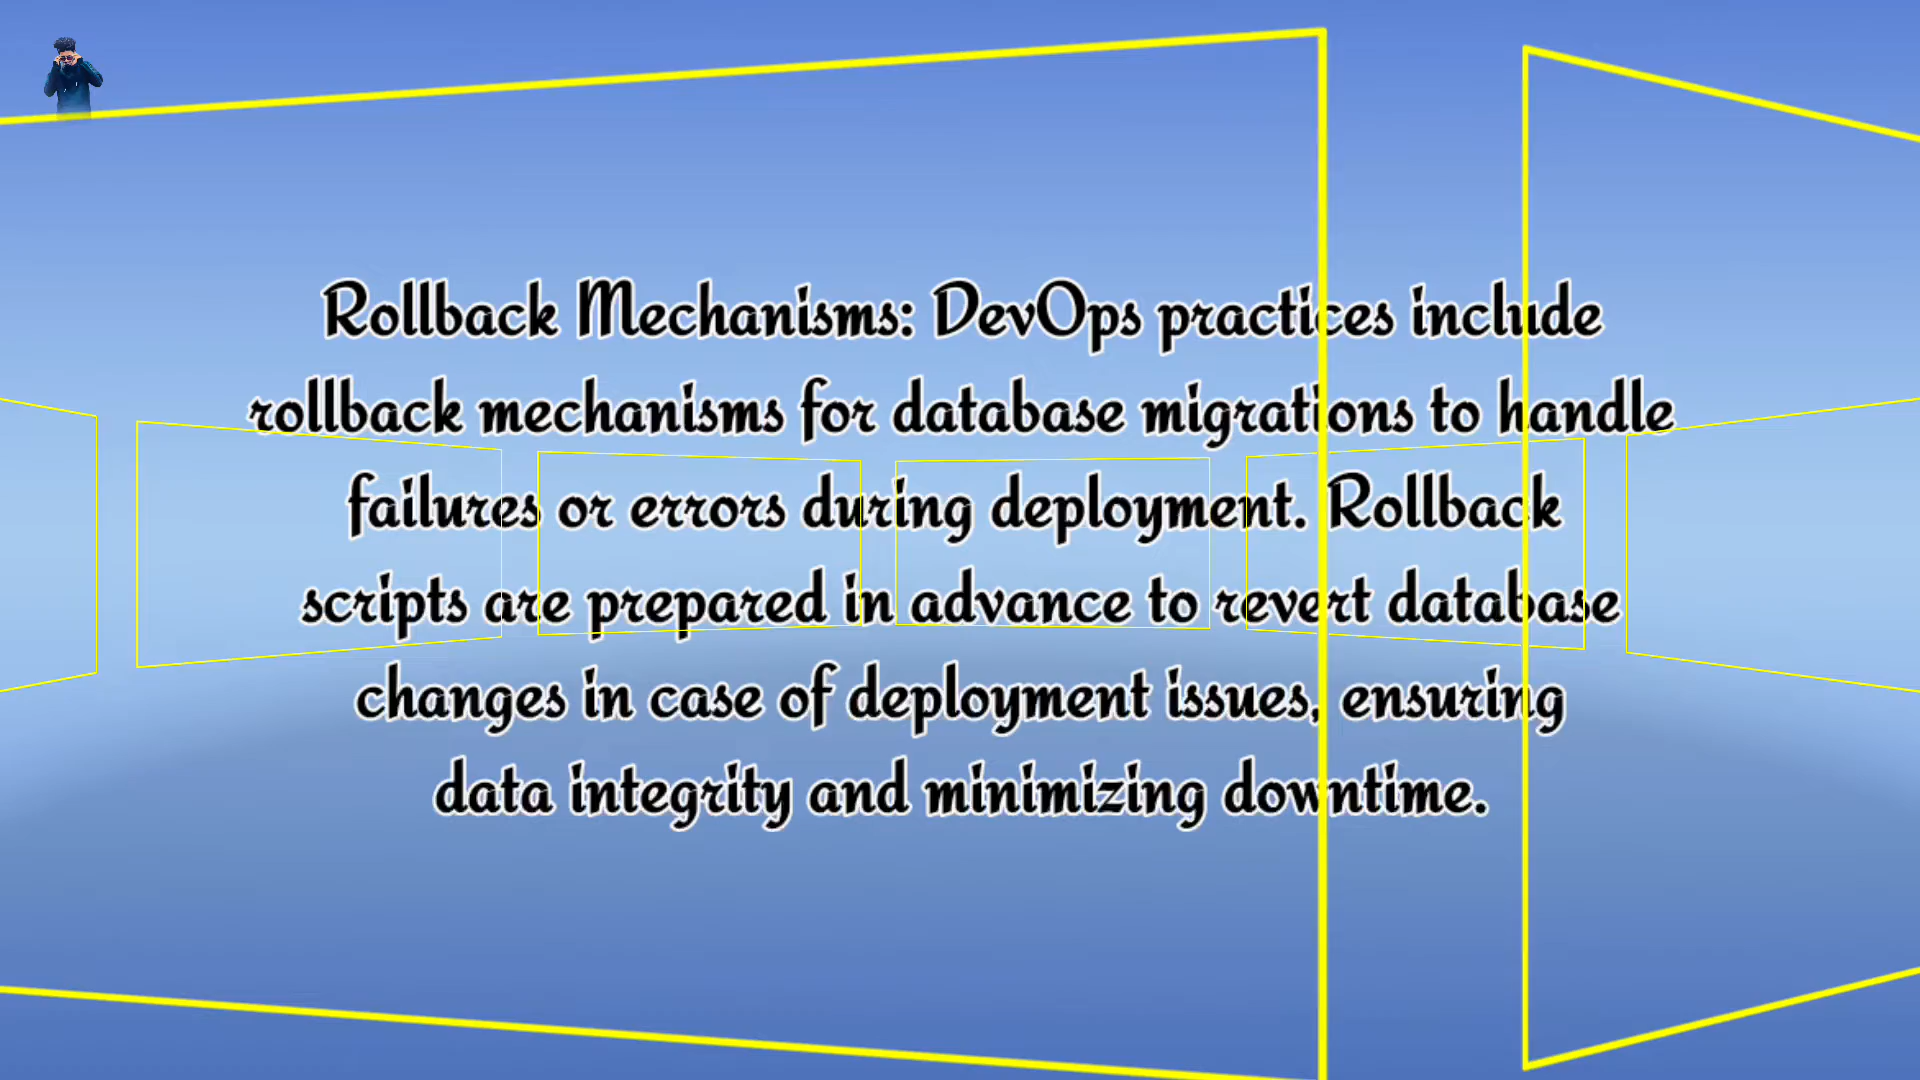 Rollback Mechanisms: DevOps practices include
rollback mechanisms for database migrations to handle
failures or errors during deployment. Rollback
scripts are prepared in advance to revert database
changes in case of deployment issues, ensuring
data integrity and minimizing downtime.